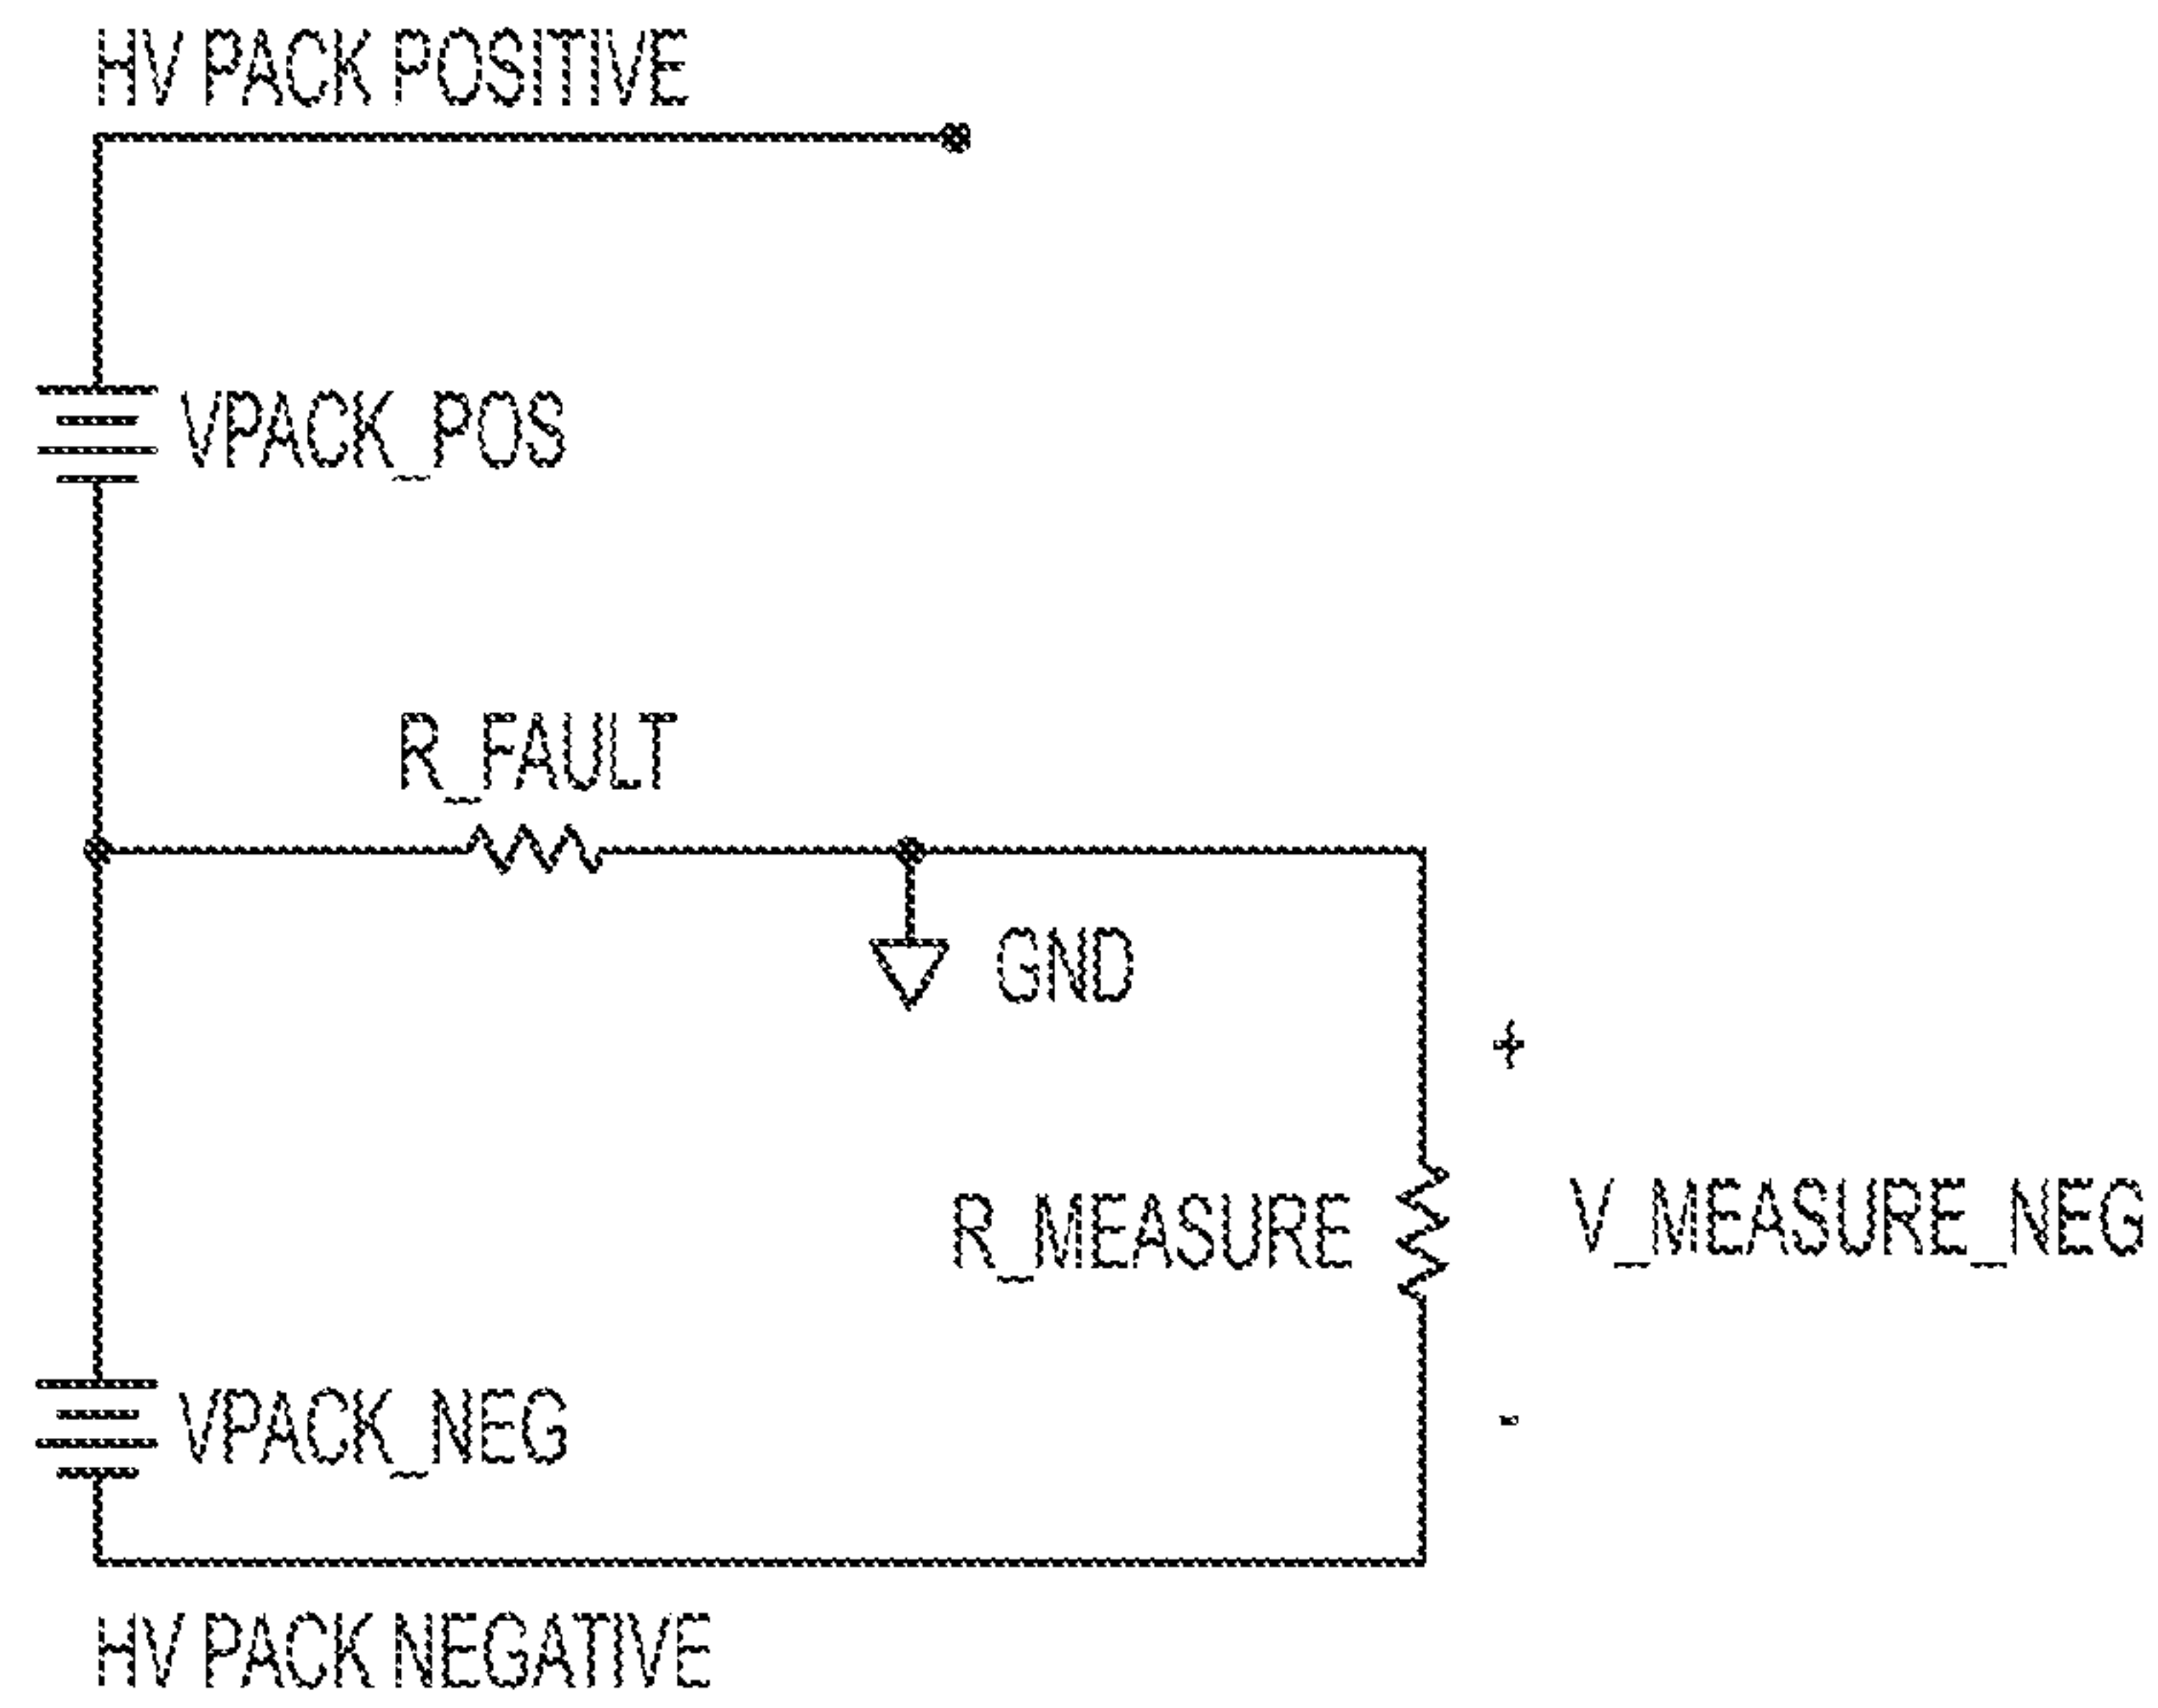 HV PACK POSITIVE
VPACK_POS
R_FAULT
GND
+
R_MEASURE
V_MEASURE_NEG
-
VPACK_NEG
HV PACK NEGATIVE